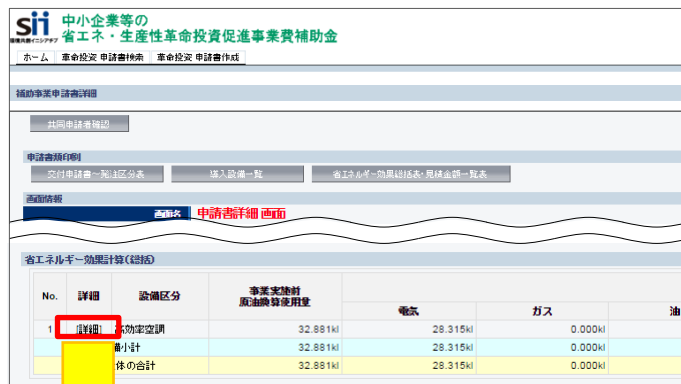 sii 中小企業等の
環境共創イニシアチブ 省エネ・生産性革命投資促進事業費補助金
ホーム 革命投資 申請書検索 革命投資 申請書作成
補助事業申請書詳細
共同申請者確認
申請書類印刷
交付申請書~発注区分表 導入設備一覧 省エネルギー効果総括表・見積金額一覧表
画面情報
画面名 申請書詳細 画面
省エネルギー効果計算(総括)
No. 詳細 設備区分 事業実施前
原油換算使用量
電気 ガス 油
1 [詳細] 高効率空調 32.881kl 28.315kl 0.000kl
備小計 32.881kl 28.315kl 0.000kl
体の合計 32.881kl 28.315kl 0.000kl